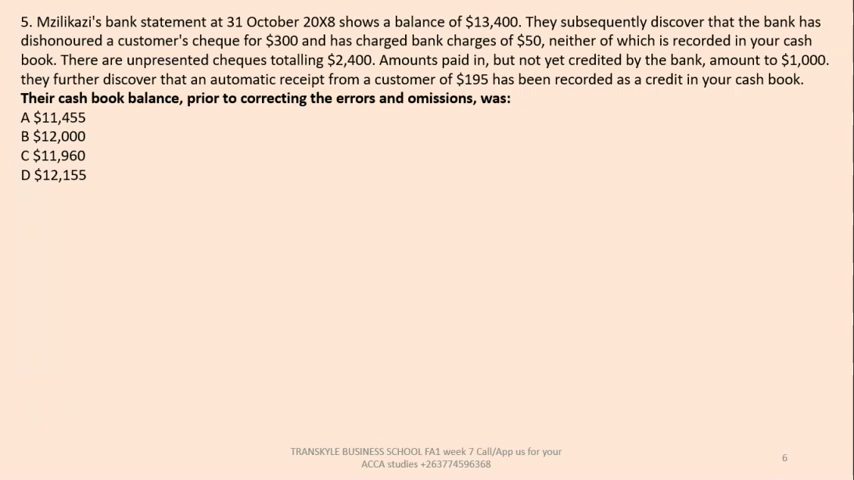 5. Mzilikazi's bank statement at 31 October 20X8 shows a balance of $13,400. They subsequently discover that the bank has
dishonoured a customer's cheque for $300 and has charged bank charges of $50, neither of which is recorded in your cash
book. There are unpresented cheques totalling $2,400. Amounts paid in, but not yet credited by the bank, amount to $1,000.
they further discover that an automatic receipt from a customer of $195 has been recorded as a credit in your cash book.
Their cash book balance, prior to correcting the errors and omissions, was:
A $11,455
B $12,000
C $11,960
D $12,155
TRANSKYLE BUSINESS SCHOOL FA1 week 7 Call/App us for your
ACCA studies +263774596368
6